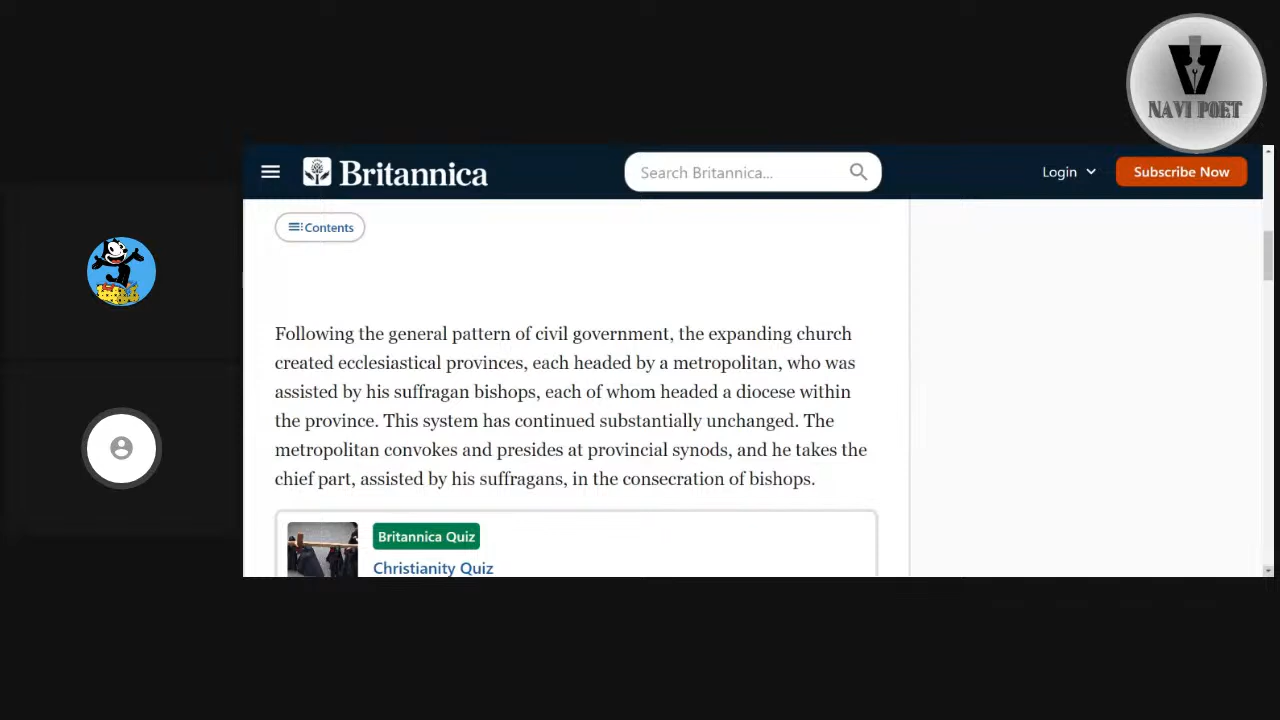 NAVI POET
Britannica
Search Britannica...
Login
Subscribe Now
Contents
Following the general pattern of civil government, the expanding church
created ecclesiastical provinces, each headed by a metropolitan, who was
assisted by his suffragan bishops, each of whom headed a diocese within
the province. This system has continued substantially unchanged. The
metropolitan convokes and presides at provincial synods, and he takes the
chief part, assisted by his suffragans, in the consecration of bishops.
Britannica Quiz
Christianity Quiz